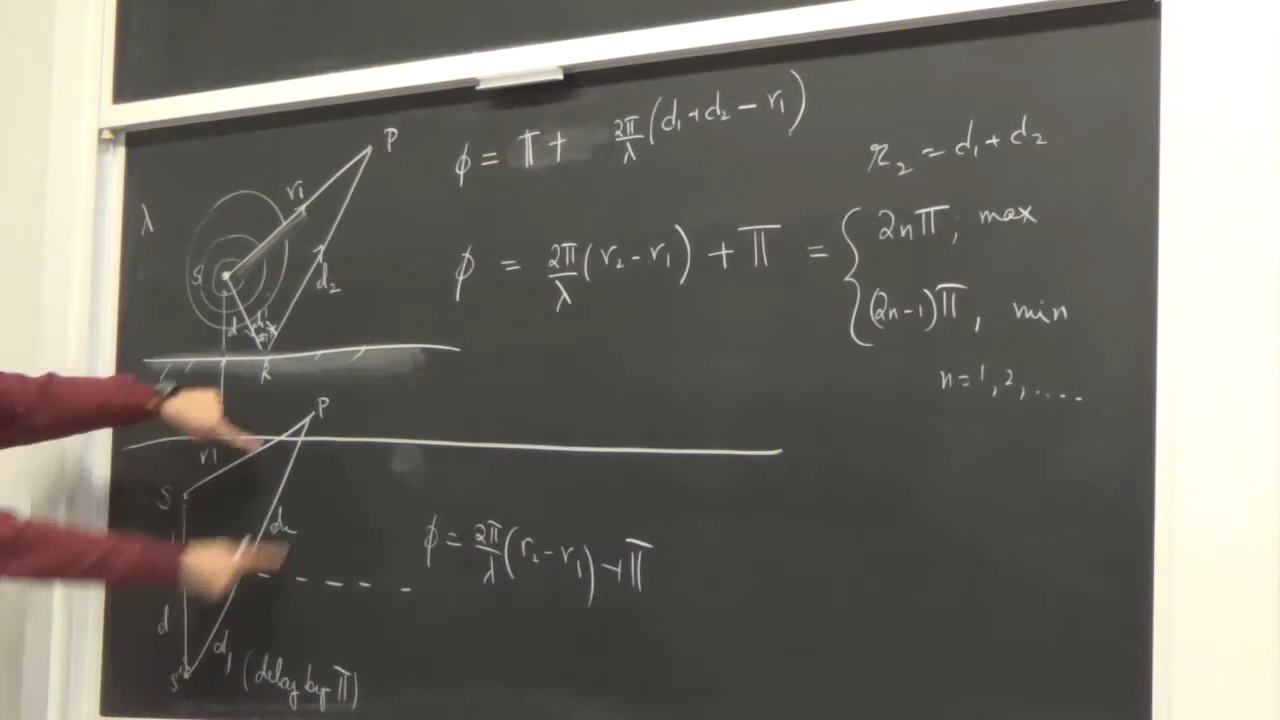 ϕ = π + 2π/λ (d₁ + d₂ − r₁)
r₂ = d₁ + d₂
P
r₁
λ
S
d₂
d
R
ϕ = 2π/λ (r₂ − r₁) + π = { 2nπ; max
(2n−1)π; min
n = 1, 2, ....
P
r₁
S
d₂
ϕ = 2π/λ (r₂ − r₁) + π
d
d₁
S'
(delay by π)